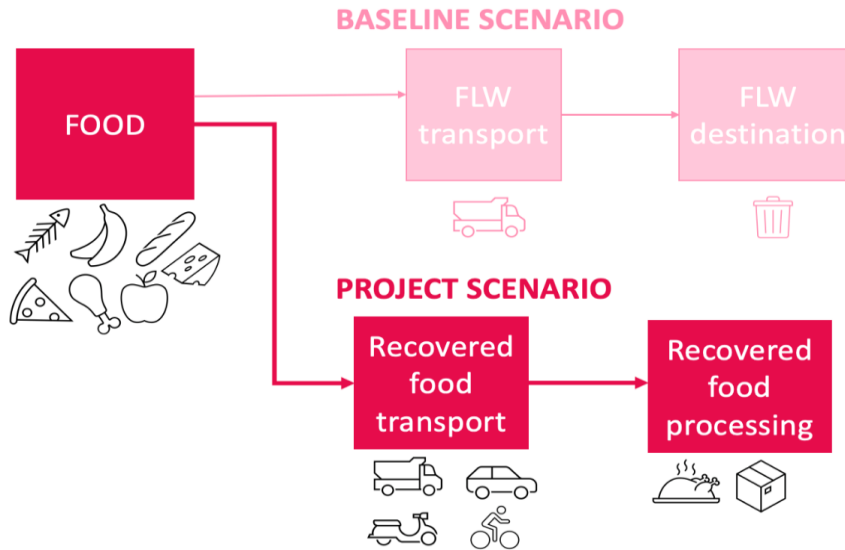 BASELINE SCENARIO
FOOD
FLW
transport
FLW
destination
PROJECT SCENARIO
Recovered
food
transport
Recovered
food
processing